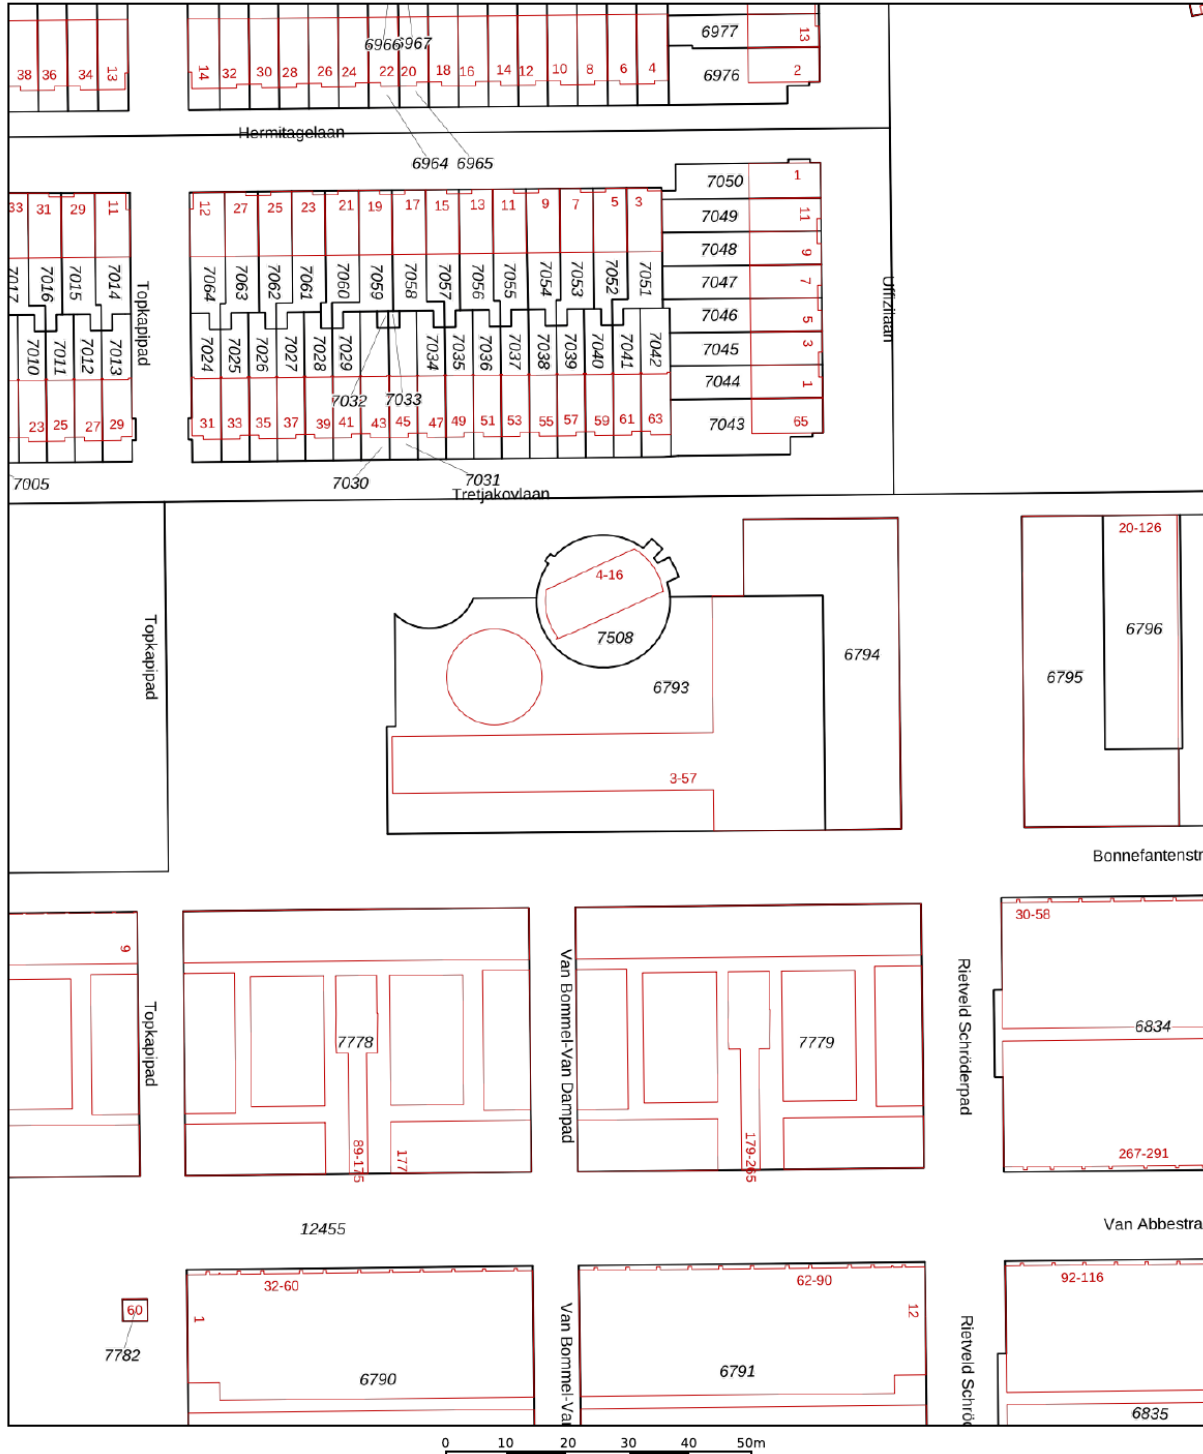 6966 6967
6977 13
38 36 34 13 14 32 30 28 26 24 22 20 18 16 14 12 10 8 6 4 6976 2
Hermitagelaan
6964 6965
7050 1
33 31 29 11 12 27 25 23 21 19 17 15 13 11 9 7 5 3
7049 11
7048 9
7017 7016 7015 7014 7064 7063 7062 7061 7060 7059 7058 7057 7056 7055 7054 7053 7052 7051
7047 7
Topkapipad
Uffizilaan
7046 5
7010 7011 7012 7013 7024 7025 7026 7027 7028 7029 7034 7035 7036 7037 7038 7039 7040 7041 7042
7045 3
7044 1
7032 7033
23 25 27 29 31 33 35 37 39 41 43 45 47 49 51 53 55 57 59 61 63 7043 65
7005 7030 7031
Tretjakovlaan
20-126
4-16
7508
6796
Topkapipad
6794
6795
6793
3-57
Bonnefantenstr
30-58
9
Van Bommel-Van Dampad
Rietveld Schröderpad
Topkapipad
7778
7779
6834
89-175
177
179-265
267-291
12455
Van Abbestra
32-60
62-90
92-116
60
1
12
7782
Van Bommel-Va
Rietveld Schrö
6790
6791
6835
0 10 20 30 40 50m